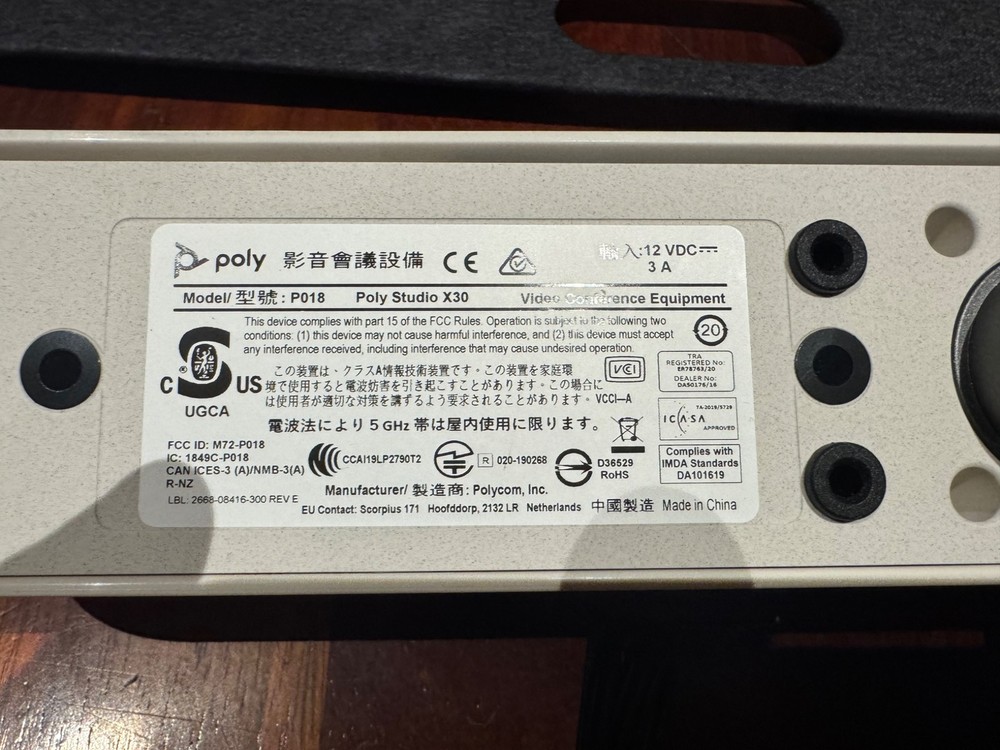 poly 影音會議設備 CE 輸入:12 VDC⎓
3 A
Model/ 型號 : P018 Poly Studio X30 Video Conference Equipment
This device complies with part 15 of the FCC Rules. Operation is subject to the following two
conditions: (1) this device may not cause harmful interference, and (2) this device must accept
any interference received, including interference that may cause undesired operation.
20
C US
UGCA
この装置は、クラスA情報技術装置です。この装置を家庭環
境で使用すると電波妨害を引き起こすことがあります。この場合に
は使用者が適切な対策を講ずるよう要求されることがあります。VCCI-A
VCI
TRA
REGISTERED No:
ER78763/20
DEALER No:
DA50176/16
電波法により5GHz帯は屋内使用に限ります。
TA-2019/5729
ICASA
APPROVED
FCC ID: M72-P018
IC: 1849C-P018
CAN ICES-3 (A)/NMB-3(A)
R-NZ
LBL: 2668-08416-300 REV E
CCAI19LP2790T2
R 020-190268
D36529
RoHS
Complies with
IMDA Standards
DA101619
Manufacturer/ 製造商: Polycom, Inc.
EU Contact: Scorpius 171 Hoofddorp, 2132 LR Netherlands 中國製造 Made in China